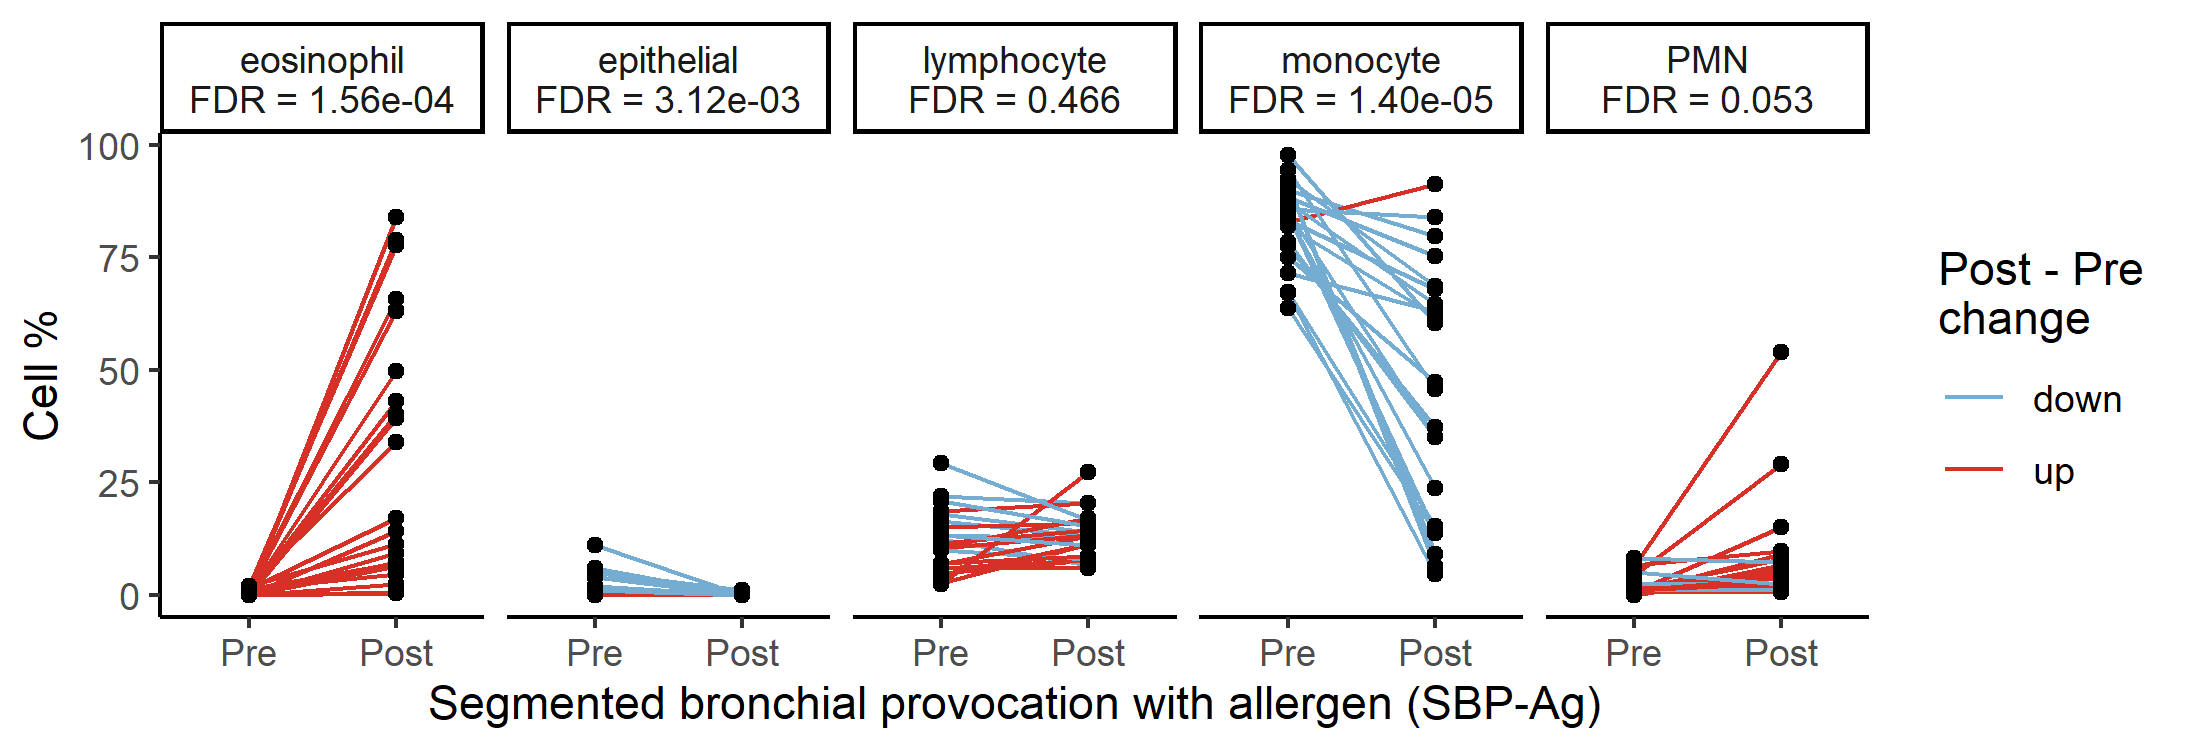 eosinophil
FDR = 1.56e-04
epithelial
FDR = 3.12e-03
lymphocyte
FDR = 0.466
monocyte
FDR = 1.40e-05
PMN
FDR = 0.053
Cell %
100
75
50
25
0
Pre Post
Pre Post
Pre Post
Pre Post
Pre Post
Segmented bronchial provocation with allergen (SBP-Ag)
Post - Pre
change
down
up